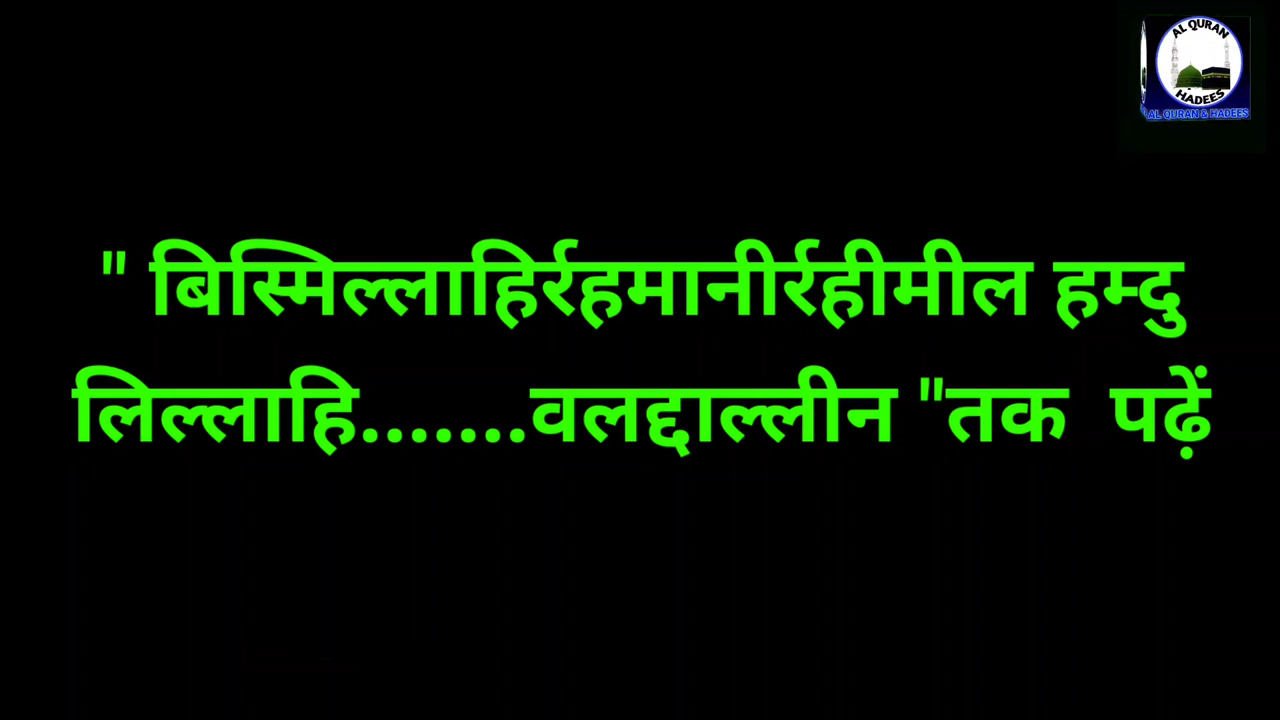 AL QURAN
HADEES
AL QURAN & HADEES
" बिस्मिल्लाहिर्रहमानीर्रहीमील हम्दु
लिल्लाहि.......वलद्दाल्लीन "तक पढ़ें